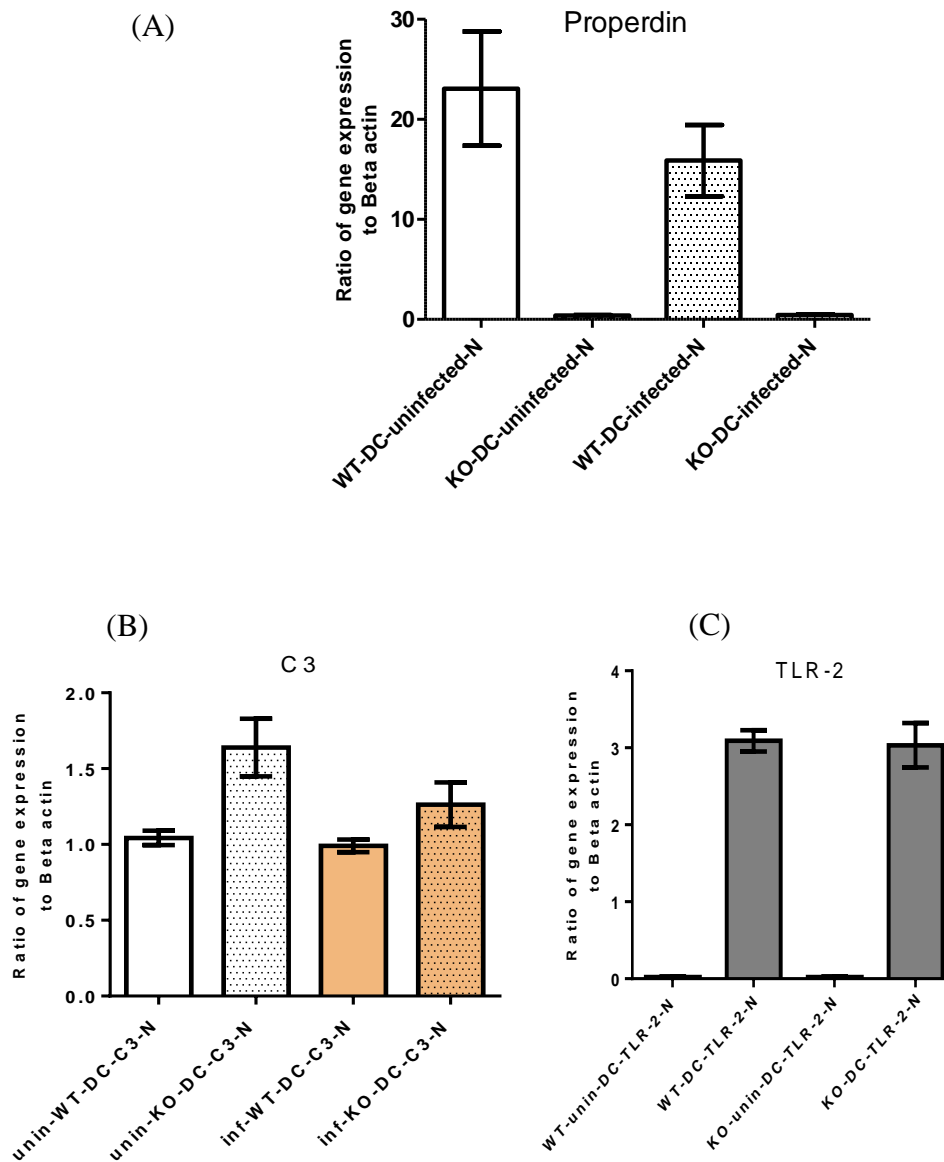 (A)
Properdin
Ratio of gene expression
to Beta actin
30
20
10
0
WT-DC-uninfected-N
KO-DC-uninfected-N
WT-DC-infected-N
KO-DC-infected-N
(B)
C3
Ratio of gene expression
to Beta actin
2.0
1.5
1.0
0.5
0.0
unin-WT-DC-C3-N
unin-KO-DC-C3-N
inf-WT-DC-C3-N
inf-KO-DC-C3-N
(C)
TLR-2
Ratio of gene expression
to Beta actin
4
3
2
1
0
WT-unin-DC-TLR-2-N
WT-DC-TLR-2-N
KO-unin-DC-TLR-2-N
KO-DC-TLR-2-N